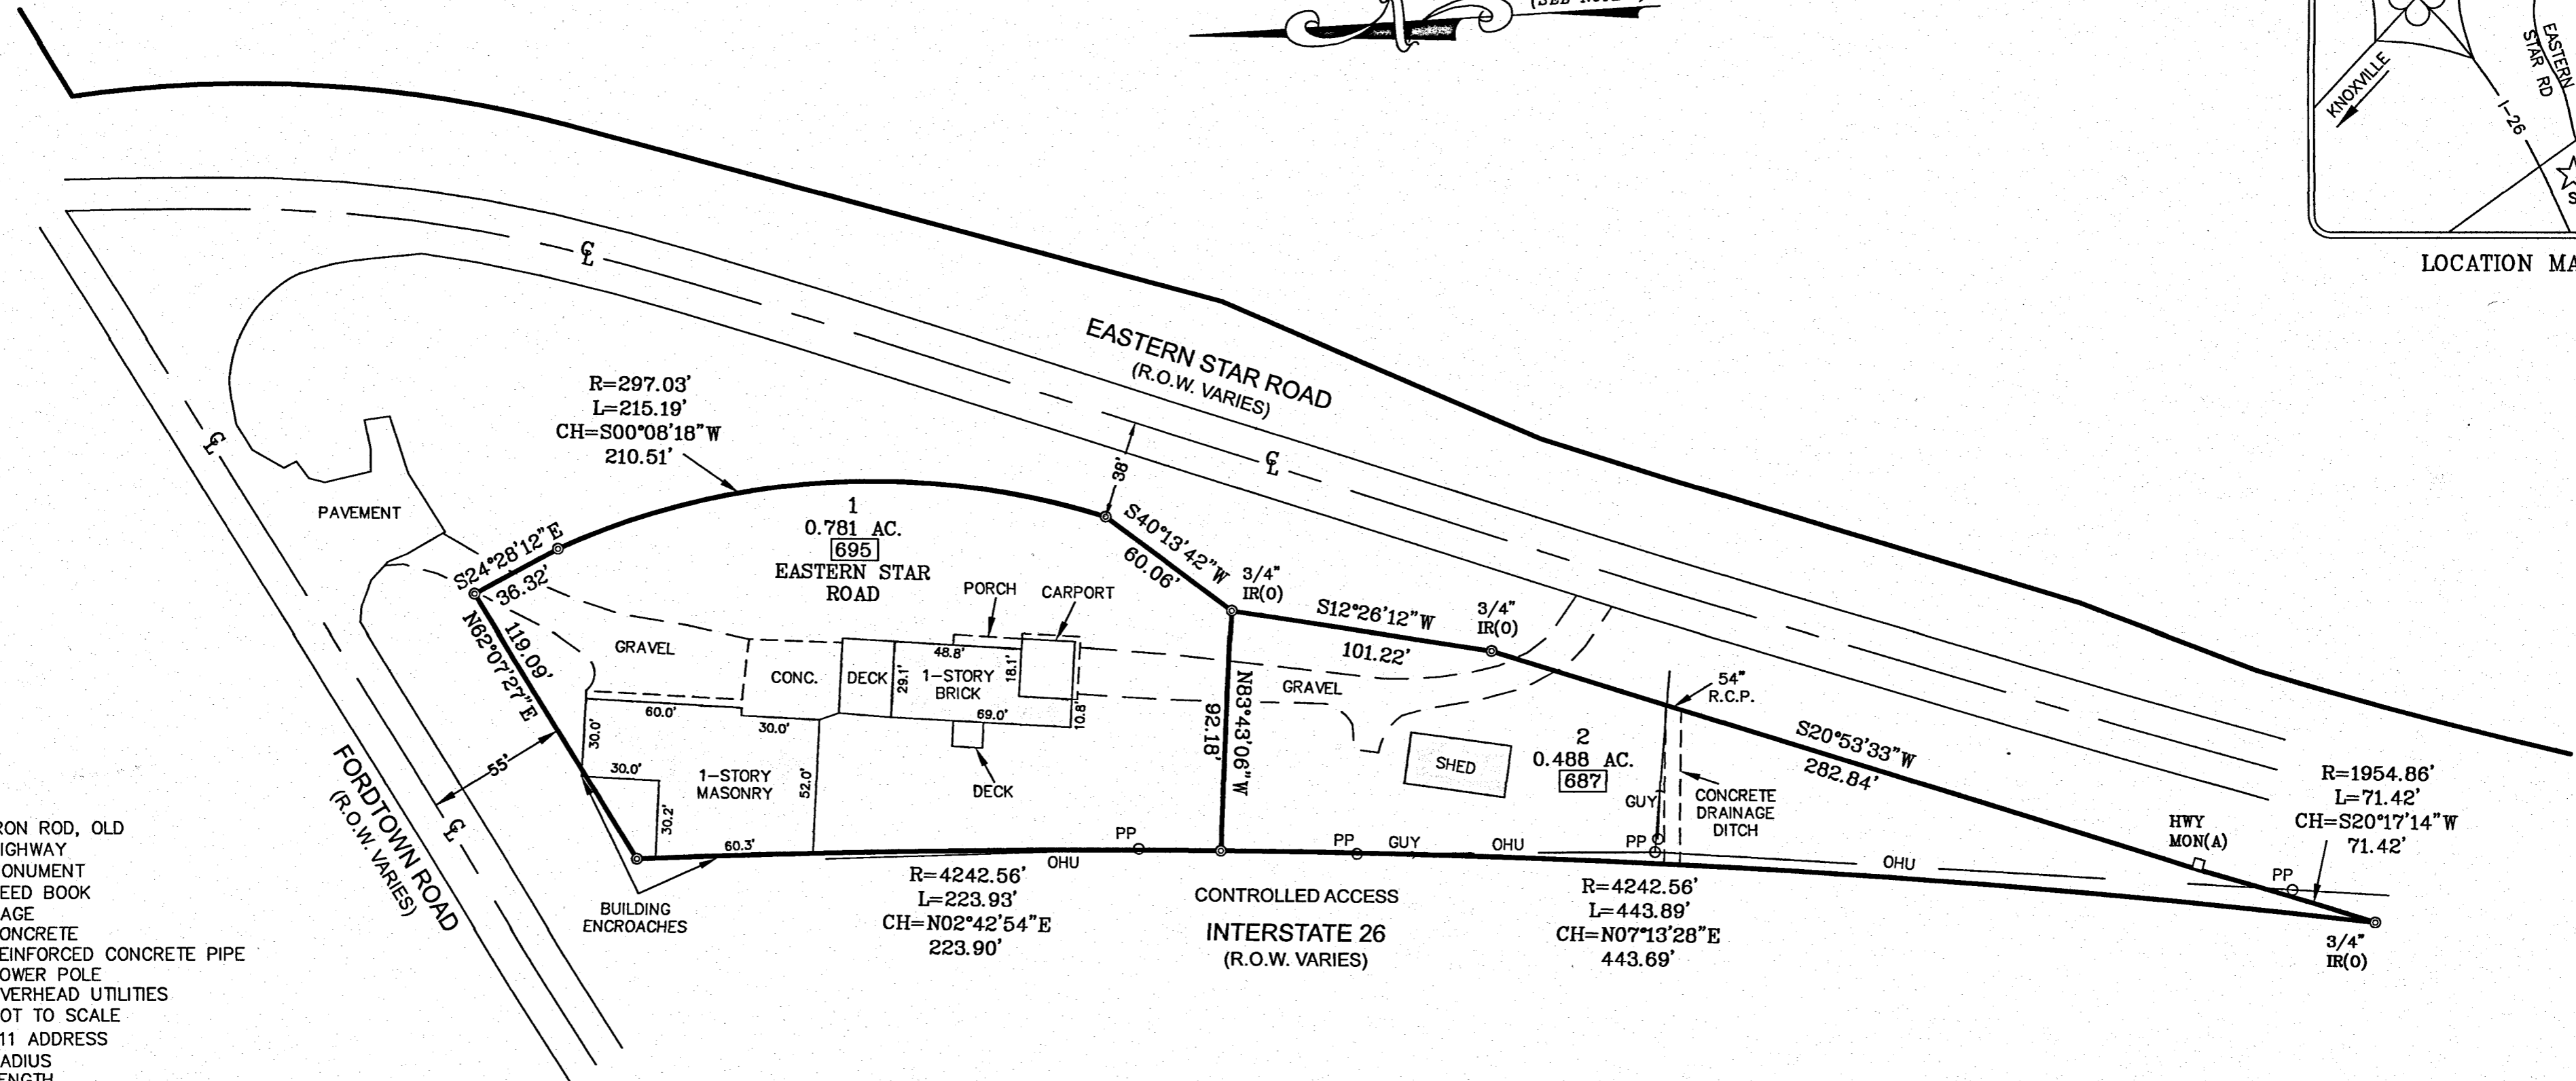 KNOXVILLE
EASTERN
STAR RD
I-26
LOCATION
EASTERN STAR ROAD
(R.O.W. VARIES)
℄
℄
℄
℄
38'
R=297.03'
L=215.19'
CH=S00°08'18"W
210.51'
PAVEMENT
S24°28'12"E
36.32'
1
0.781 AC.
695
EASTERN STAR
ROAD
S40°13'42"W
60.06'
3/4"
IR(O)
S12°26'12"W
101.22'
3/4"
IR(O)
PORCH
CARPORT
N62°07'27"E
119.09'
GRAVEL
CONC.
DECK
29.1'
48.8'
18.1'
1-STORY
BRICK
69.0'
10.8'
60.0'
30.0'
30.0'
30.0'
30.2'
1-STORY
MASONRY
52.0'
DECK
60.3'
N83°43'06"W
92.18'
GRAVEL
54"
R.C.P.
SHED
2
0.488 AC.
687
GUY
CONCRETE
DRAINAGE
DITCH
S20°53'33"W
282.84'
R=1954.86'
L=71.42'
CH=S20°17'14"W
71.42'
HWY
MON(A)
PP
3/4"
IR(O)
55'
FORDTOWN ROAD
(R.O.W. VARIES)
BUILDING
ENCROACHES
PP
OHU
PP
GUY
OHU
PP
OHU
R=4242.56'
L=223.93'
CH=N02°42'54"E
223.90'
CONTROLLED ACCESS
INTERSTATE 26
(R.O.W. VARIES)
R=4242.56'
L=443.89'
CH=N07°13'28"E
443.69'
RON ROD, OLD
IGHWAY
ONUMENT
EED BOOK
AGE
ONCRETE
EINFORCED CONCRETE PIPE
OWER POLE
VERHEAD UTILITIES
OT TO SCALE
11 ADDRESS
ADIUS
ENGTH